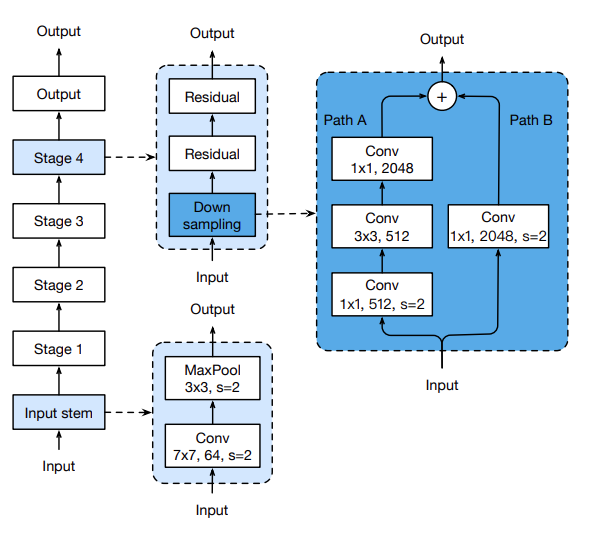 Output
Output
Stage 4
Stage 3
Stage 2
Stage 1
Input stem
Input
Output
Residual
Residual
Down
sampling
Input
Output
MaxPool
3x3, s=2
Conv
7x7, 64, s=2
Input
Output
+
Path A
Path B
Conv
1x1, 2048
Conv
3x3, 512
Conv
1x1, 2048, s=2
Conv
1x1, 512, s=2
Input